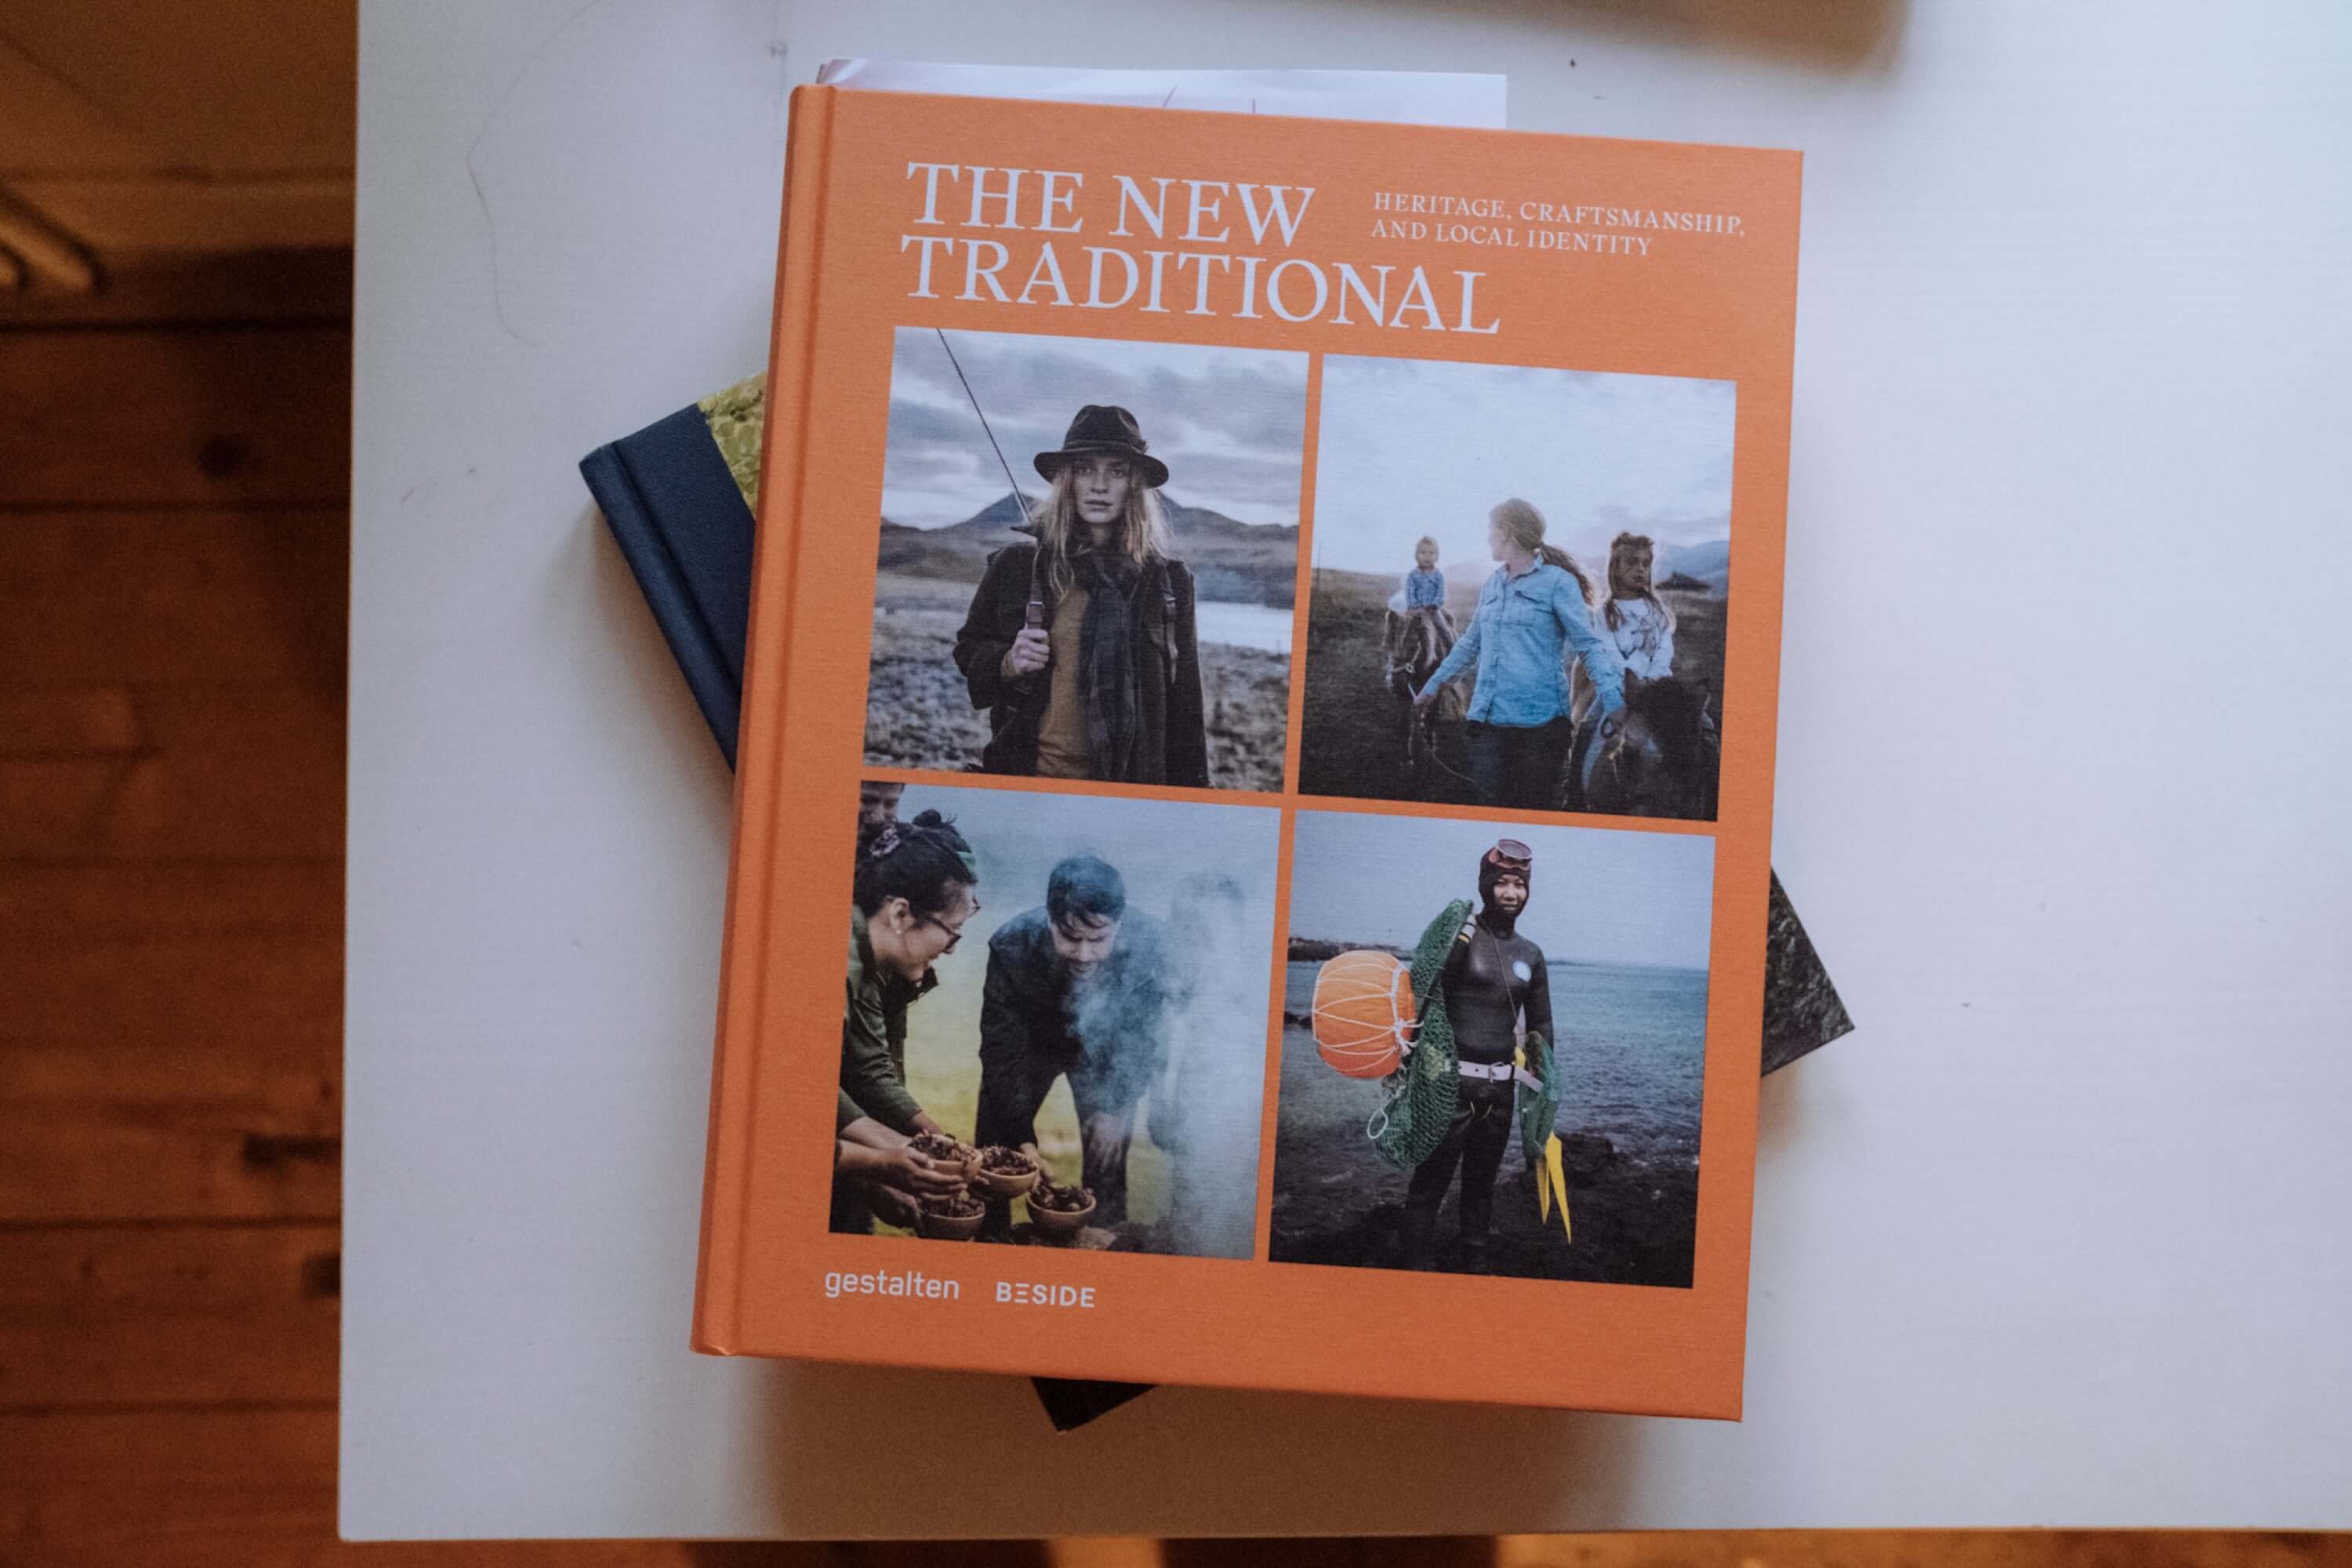 THE NEW
TRADITIONAL
HERITAGE, CRAFTSMANSHIP,
AND LOCAL IDENTITY
gestalten
BESIDE